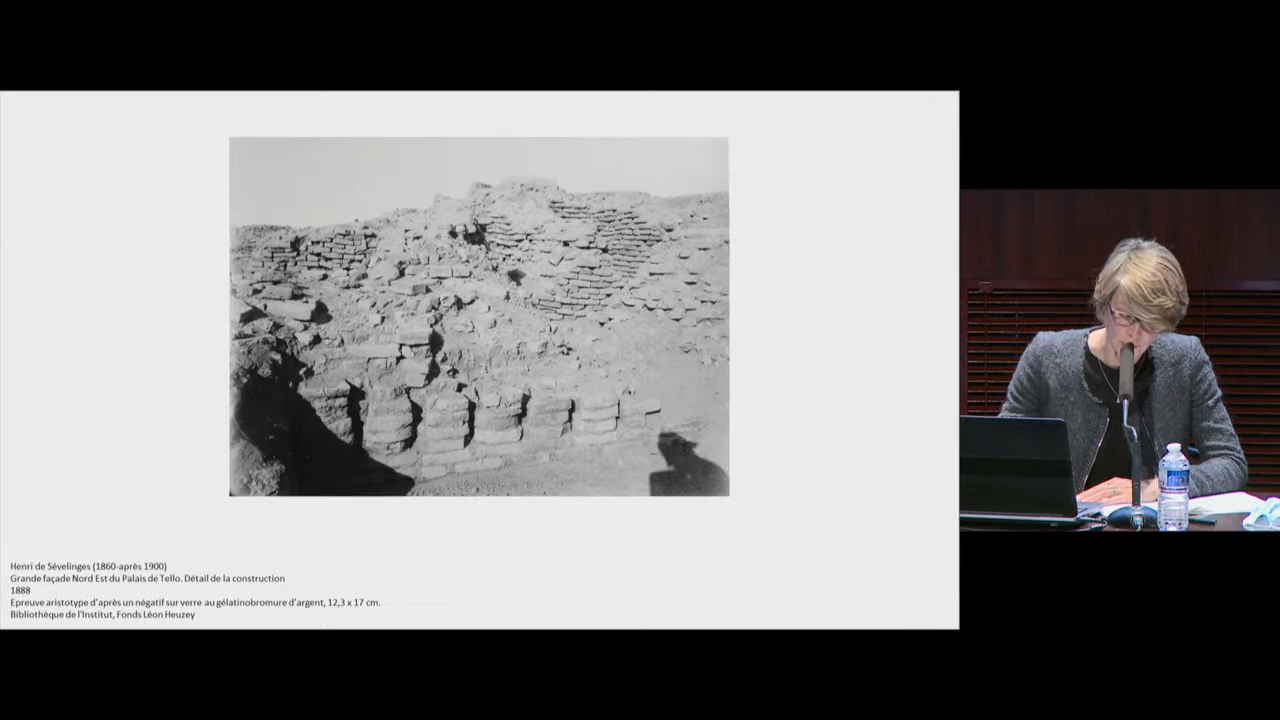 Henri de Sévelinges (1860-après 1900)
Grande façade Nord Est du Palais de Tello. Détail de la construction
1888
Epreuve aristotype d'après un négatif sur verre au gélatinobromure d'argent, 12,3 x 17 cm.
Bibliothèque de l'Institut, Fonds Léon Heuzey